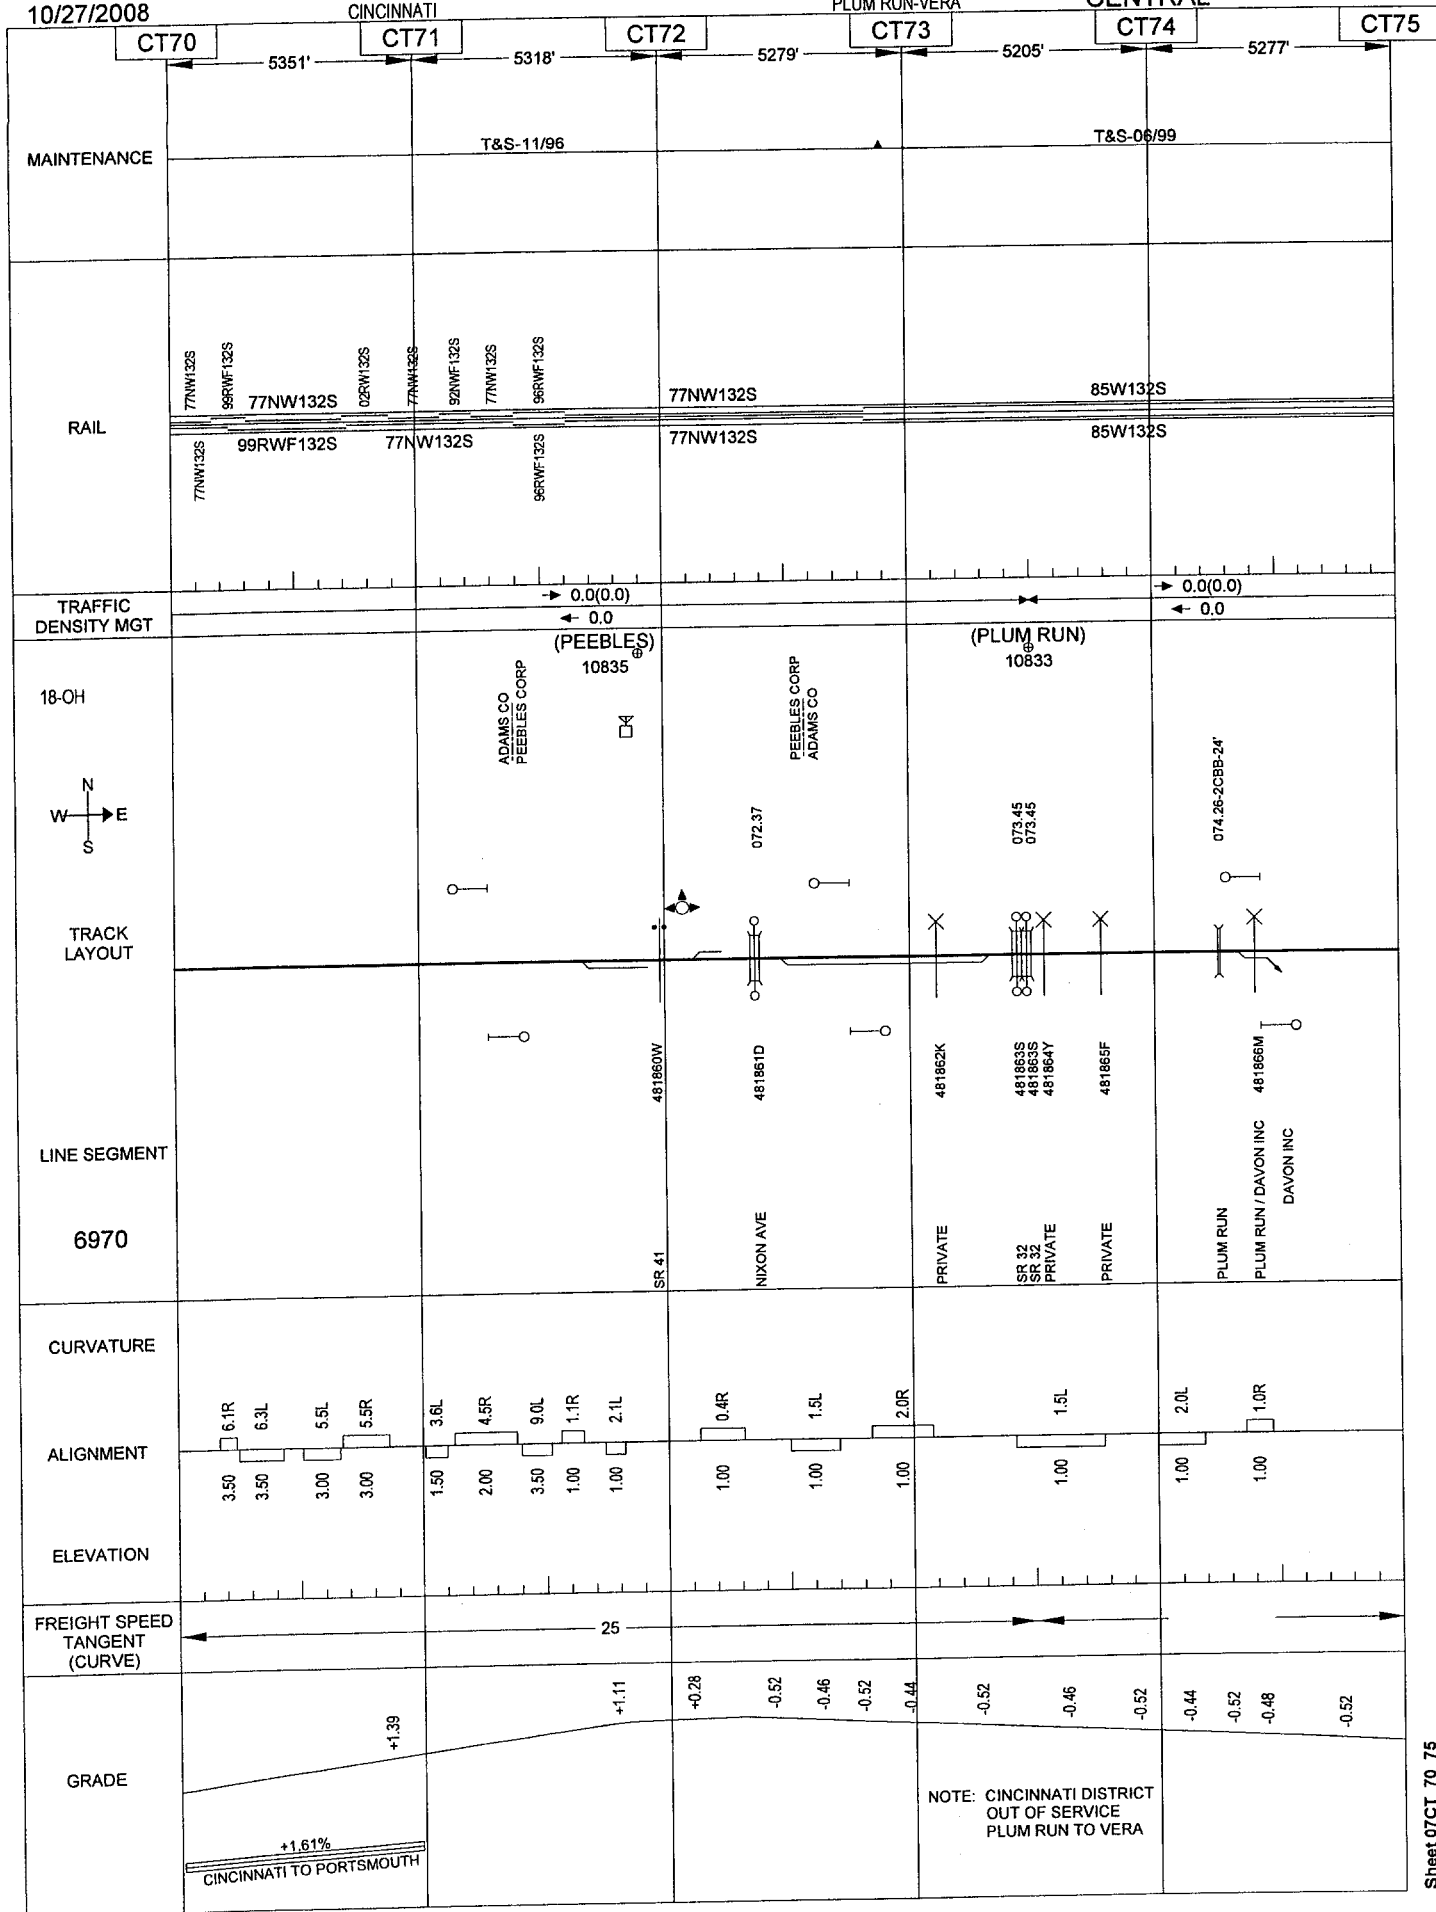 10/27/2008
CINCINNATI
PLUM RUN-VERA
CENTRAL
CT70
CT71
CT72
CT73
CT74
CT75
5351'
5318'
5279'
5205'
5277'
MAINTENANCE
T&S-11/96
T&S-06/99
RAIL
77NW132S
99RWF132S
77NW132S
02RW132S
77NW132S
92NWF132S
77NW132S
96RWF132S
77NW132S
85W132S
77NW132S
99RWF132S
77NW132S
96RWF132S
77NW132S
85W132S
TRAFFIC
DENSITY MGT
0.0(0.0)
0.0
0.0(0.0)
0.0
(PEEBLES)
10835
(PLUM RUN)
10833
18-OH
ADAMS CO
PEEBLES CORP
PEEBLES CORP
ADAMS CO
N
W
E
S
072.37
073.45
073.45
074.26-2CBB-24'
TRACK
LAYOUT
481860W
481861D
481862K
481863S
481863S
481864Y
481865F
481866M
LINE SEGMENT
6970
SR 41
NIXON AVE
PRIVATE
SR 32
SR 32
PRIVATE
PRIVATE
PLUM RUN
PLUM RUN / DAVON INC
DAVON INC
CURVATURE
6.1R
6.3L
5.5L
5.5R
3.6L
4.5R
9.0L
1.1R
2.1L
0.4R
1.5L
2.0R
1.5L
2.0L
1.0R
ALIGNMENT
3.50
3.50
3.00
3.00
1.50
2.00
3.50
1.00
1.00
1.00
1.00
1.00
1.00
1.00
1.00
ELEVATION
FREIGHT SPEED
TANGENT
(CURVE)
25
GRADE
+1.39
+1.11
+0.28
-0.52
-0.46
-0.52
-0.44
-0.52
-0.46
-0.52
-0.44
-0.52
-0.48
-0.52
+1.61%
CINCINNATI TO PORTSMOUTH
NOTE: CINCINNATI DISTRICT
OUT OF SERVICE
PLUM RUN TO VERA
Sheet 07CT 70 75